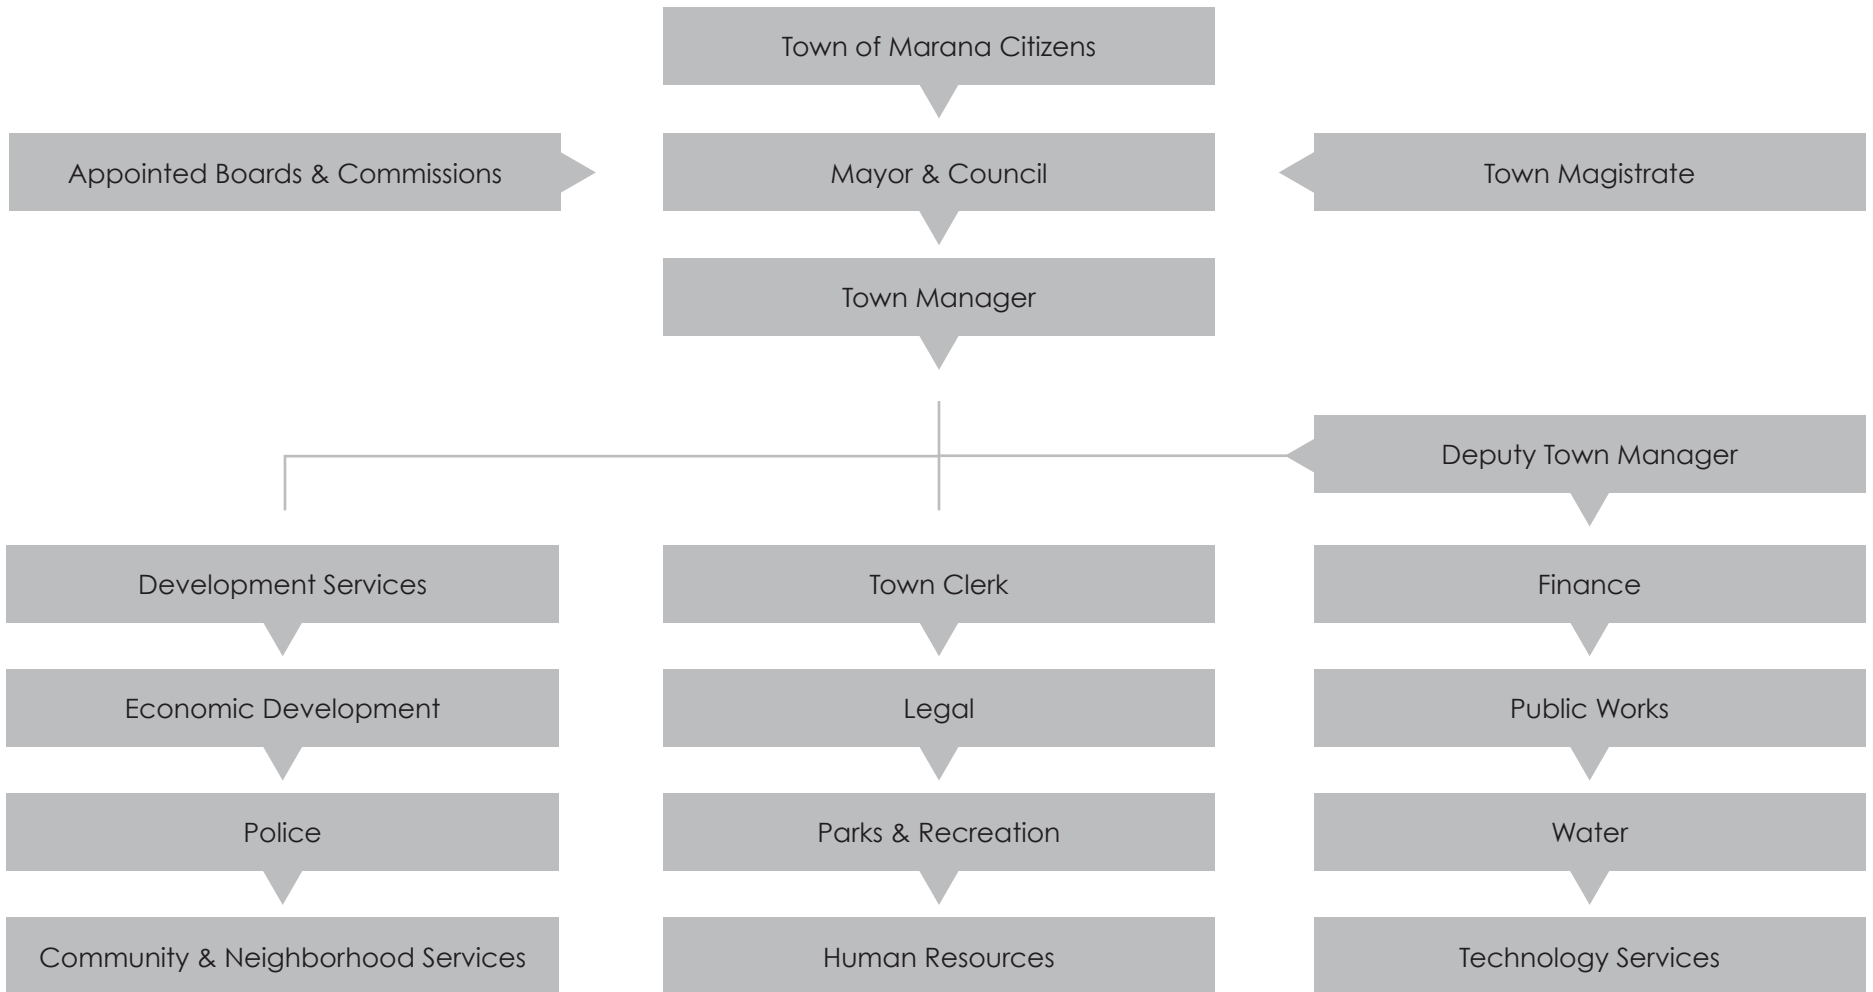 Town of Marana Citizens
Appointed Boards & Commissions
Mayor & Council
Town Magistrate
Town Manager
Deputy Town Manager
Development Services
Town Clerk
Finance
Economic Development
Legal
Public Works
Police
Parks & Recreation
Water
Community & Neighborhood Services
Human Resources
Technology Services